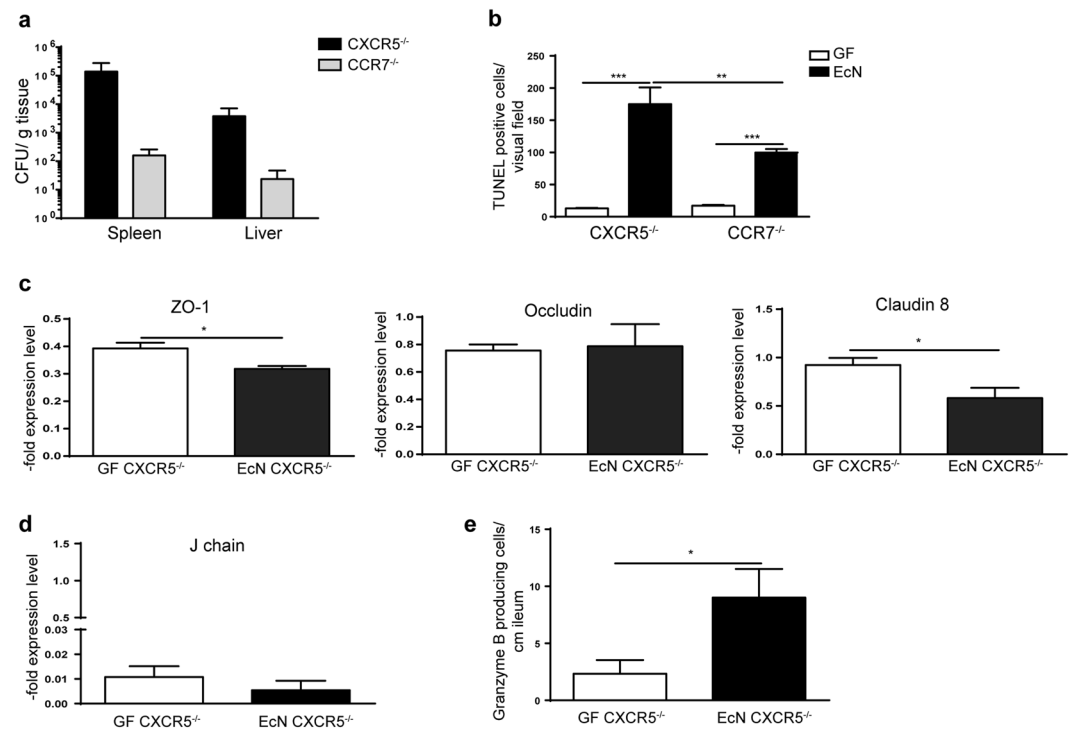 a
CFU/ g tissue
10⁶
10⁵
10⁴
10³
10²
10¹
10⁰
Spleen
Liver
CXCR5⁻/⁻
CCR7⁻/⁻
b
TUNEL positive cells/
visual field
250
200
150
100
50
0
***
**
***
CXCR5⁻/⁻
CCR7⁻/⁻
GF
EcN
c
ZO-1
-fold expression level
0.5
0.4
0.3
0.2
0.1
0.0
*
GF CXCR5⁻/⁻
EcN CXCR5⁻/⁻
Occludin
-fold expression level
1.0
0.8
0.6
0.4
0.2
0.0
GF CXCR5⁻/⁻
EcN CXCR5⁻/⁻
Claudin 8
-fold expression level
1.5
1.0
0.5
0.0
*
GF CXCR5⁻/⁻
EcN CXCR5⁻/⁻
d
J chain
-fold expression level
1.5
1.0
0.5
0.03
0.02
0.01
0.00
GF CXCR5⁻/⁻
EcN CXCR5⁻/⁻
e
Granzyme B producing cells/
cm ileum
15
10
5
0
*
GF CXCR5⁻/⁻
EcN CXCR5⁻/⁻